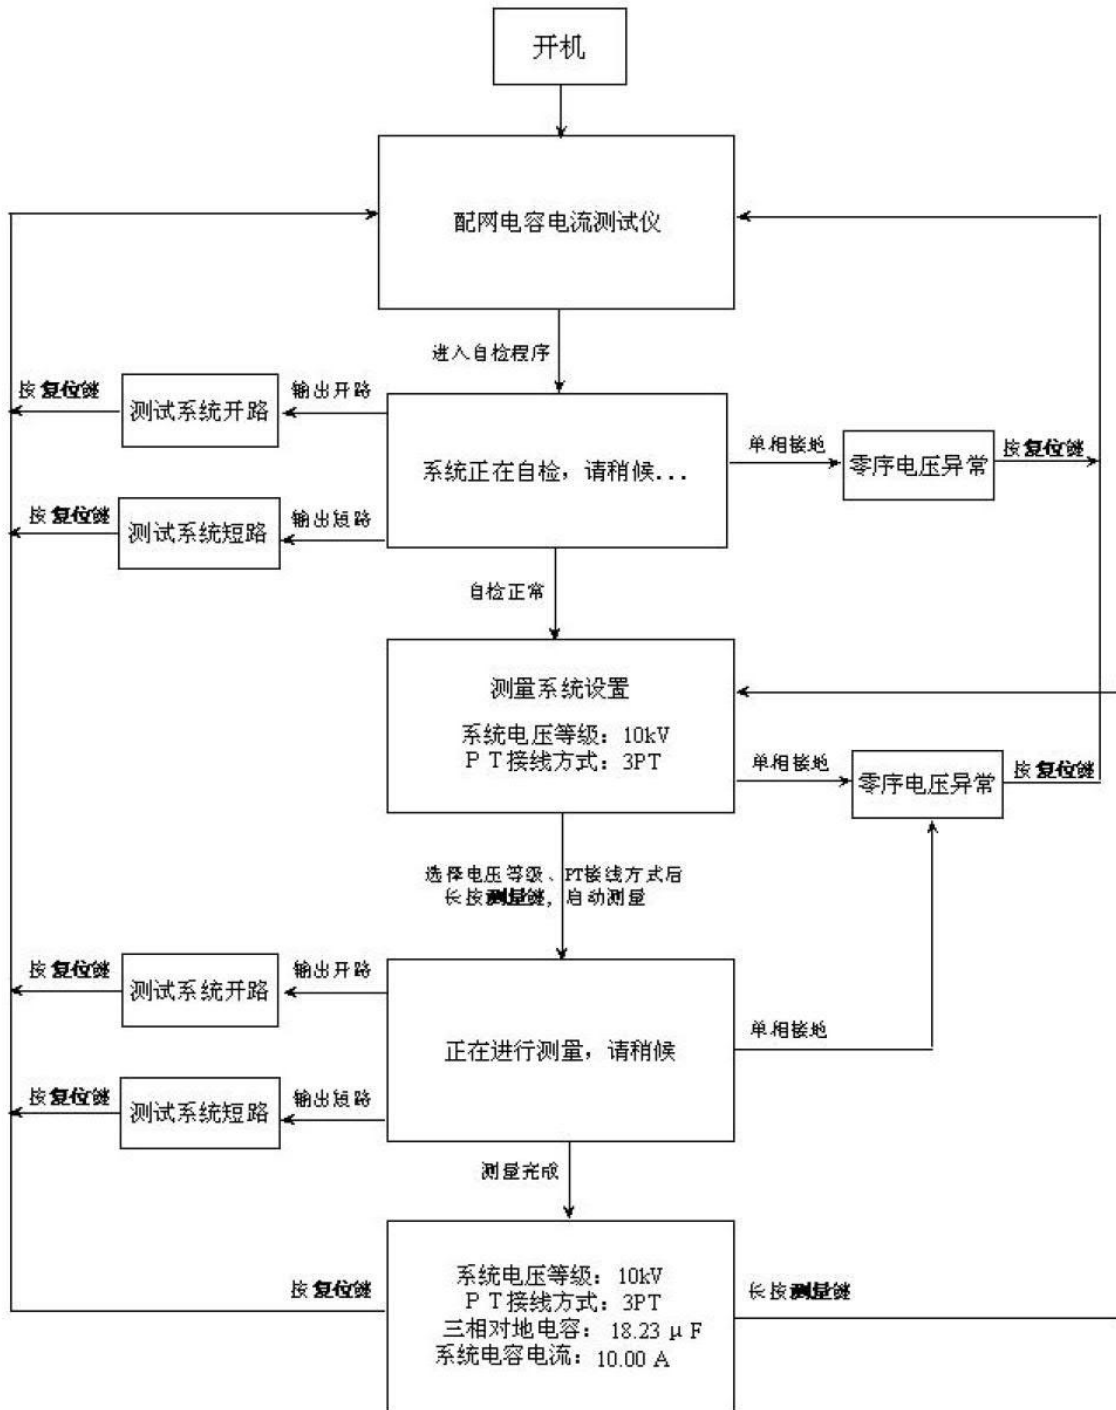 开机
配网电容电流测试仪
进入自检程序
按复位键
测试系统开路
输出开路
系统正在自检，请稍候...
单相接地
零序电压异常
按复位键
按复位键
测试系统短路
输出短路
自检正常
测量系统设置
系统电压等级：10kV
PT接线方式：3PT
单相接地
零序电压异常
按复位键
选择电压等级、PT接线方式后
长按测量键，启动测量
按复位键
测试系统开路
输出开路
正在进行测量，请稍候
单相接地
按复位键
测试系统短路
输出短路
测量完成
按复位键
系统电压等级：10kV
PT接线方式：3PT
三相对地电容：18.23 μF
系统电容电流：10.00 A
长按测量键